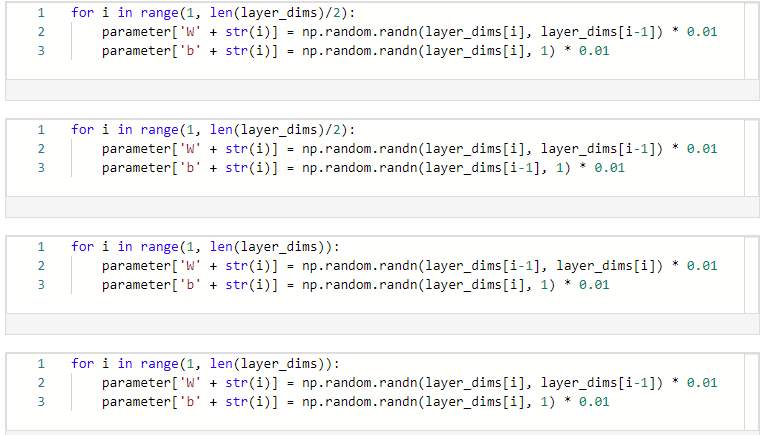 1 for i in range(1, len(layer_dims)/2):
2 parameter['W' + str(i)] = np.random.randn(layer_dims[i], layer_dims[i-1]) * 0.01
3 parameter['b' + str(i)] = np.random.randn(layer_dims[i], 1) * 0.01
1 for i in range(1, len(layer_dims)/2):
2 parameter['W' + str(i)] = np.random.randn(layer_dims[i], layer_dims[i-1]) * 0.01
3 parameter['b' + str(i)] = np.random.randn(layer_dims[i-1], 1) * 0.01
1 for i in range(1, len(layer_dims)):
2 parameter['W' + str(i)] = np.random.randn(layer_dims[i-1], layer_dims[i]) * 0.01
3 parameter['b' + str(i)] = np.random.randn(layer_dims[i], 1) * 0.01
1 for i in range(1, len(layer_dims)):
2 parameter['W' + str(i)] = np.random.randn(layer_dims[i], layer_dims[i-1]) * 0.01
3 parameter['b' + str(i)] = np.random.randn(layer_dims[i], 1) * 0.01